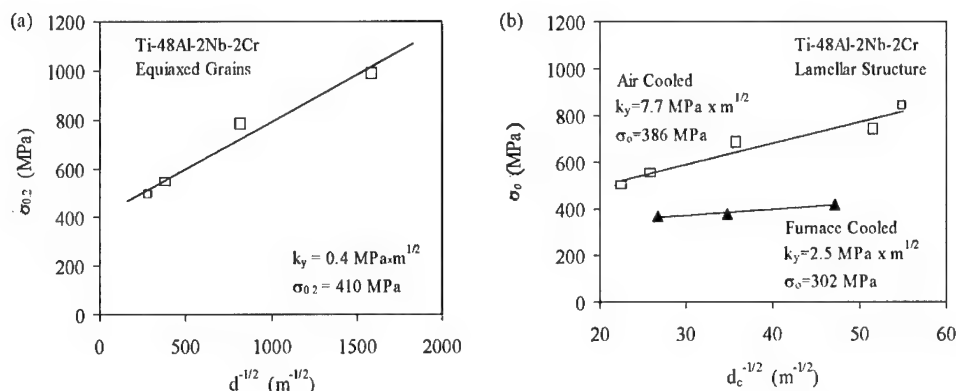 (a)
1200
1000
800
600
400
200
0
σ0.2 (MPa)
Ti-48Al-2Nb-2Cr
Equiaxed Grains
ky = 0.4 MPa×m^1/2
σ0.2 = 410 MPa
0 500 1000 1500 2000
d^-1/2 (m^-1/2)
(b)
1200
1000
800
600
400
200
0
σo (MPa)
Ti-48Al-2Nb-2Cr
Lamellar Structure
Air Cooled
ky=7.7 MPa x m^1/2
σo=386 MPa
Furnace Cooled
ky=2.5 MPa x m^1/2
σo=302 MPa
20 30 40 50 60
dc^-1/2 (m^-1/2)